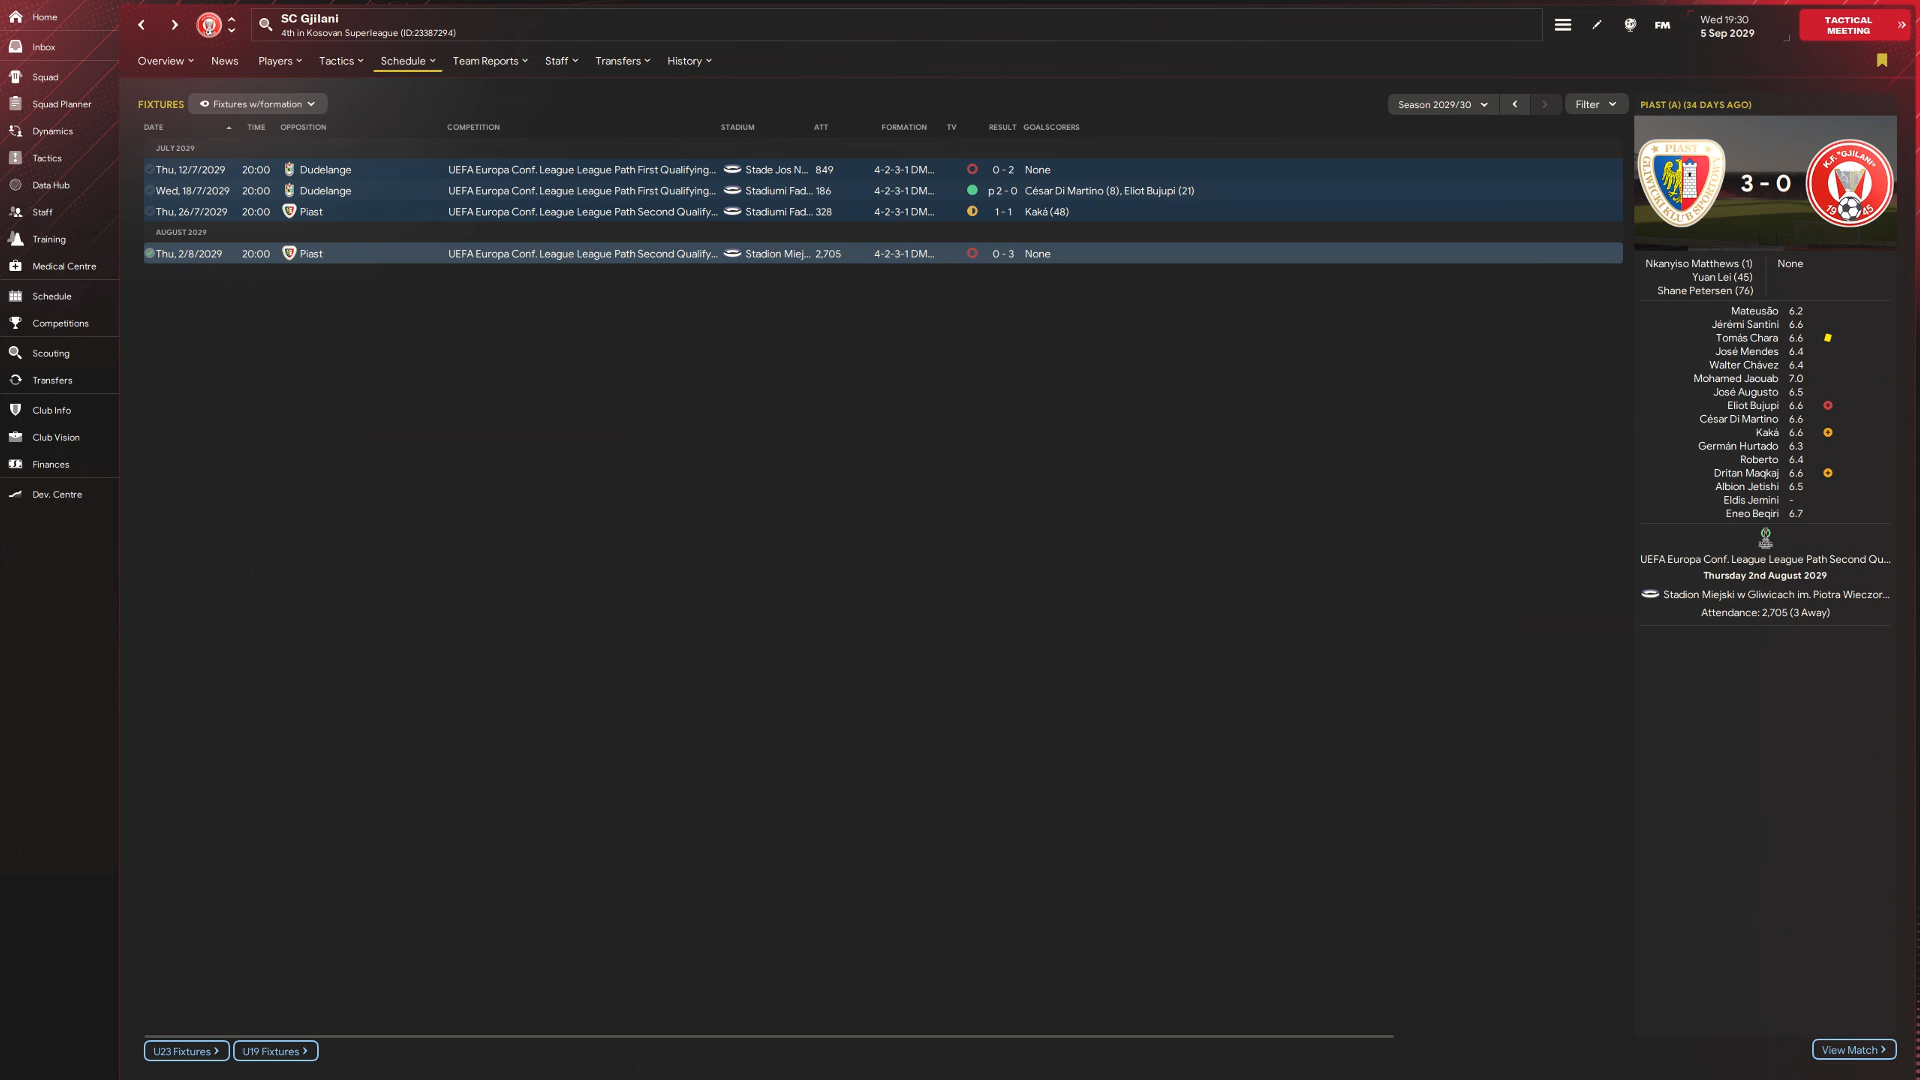 Home
Inbox
Squad
Squad Planner
Dynamics
Tactics
Data Hub
Staff
Training
Medical Centre
Schedule
Competitions
Scouting
Transfers
Club Info
Club Vision
Finances
Dev. Centre
SC Gjilani
4th in Kosovan Superleague (ID:23387294)
FM
Wed 19:30
5 Sep 2029
TACTICAL MEETING
Overview News Players Tactics Schedule Team Reports Staff Transfers History
FIXTURES Fixtures w/formation Season 2029/30 Filter
DATE TIME OPPOSITION COMPETITION STADIUM ATT FORMATION TV RESULT GOALSCORERS
JULY 2029
Thu, 12/7/2029 20:00 Dudelange UEFA Europa Conf. League League Path First Qualifying... Stade Jos N... 849 4-2-3-1 DM... 0 - 2 None
Wed, 18/7/2029 20:00 Dudelange UEFA Europa Conf. League League Path First Qualifying... Stadiumi Fad... 186 4-2-3-1 DM... p 2 - 0 César Di Martino (8), Eliot Bujupi (21)
Thu, 26/7/2029 20:00 Piast UEFA Europa Conf. League League Path Second Qualify... Stadiumi Fad... 328 4-2-3-1 DM... 1 - 1 Kaká (48)
AUGUST 2029
Thu, 2/8/2029 20:00 Piast UEFA Europa Conf. League League Path Second Qualify... Stadion Miej... 2,705 4-2-3-1 DM... 0 - 3 None
U23 Fixtures
U19 Fixtures
PIAST (A) (34 DAYS AGO)
PIAST
GLIWICKI KLUB SPORTOWY
3 - 0
K.F. "GJILANI"
19 45
Nkanyiso Matthews (1) None
Yuan Lei (45)
Shane Petersen (76)
Mateusão 6.2
Jérémi Santini 6.6
Tomás Chara 6.6
José Mendes 6.4
Walter Chávez 6.4
Mohamed Jaouab 7.0
José Augusto 6.5
Eliot Bujupi 6.6
César Di Martino 6.6
Kaká 6.6
Germán Hurtado 6.3
Roberto 6.4
Dritan Maqkaj 6.6
Albion Jetishi 6.5
Eldis Jemini -
Eneo Beqiri 6.7
UEFA Europa Conf. League League Path Second Qu...
Thursday 2nd August 2029
Stadion Miejski w Gliwicach im. Piotra Wieczor...
Attendance: 2,705 (3 Away)
View Match